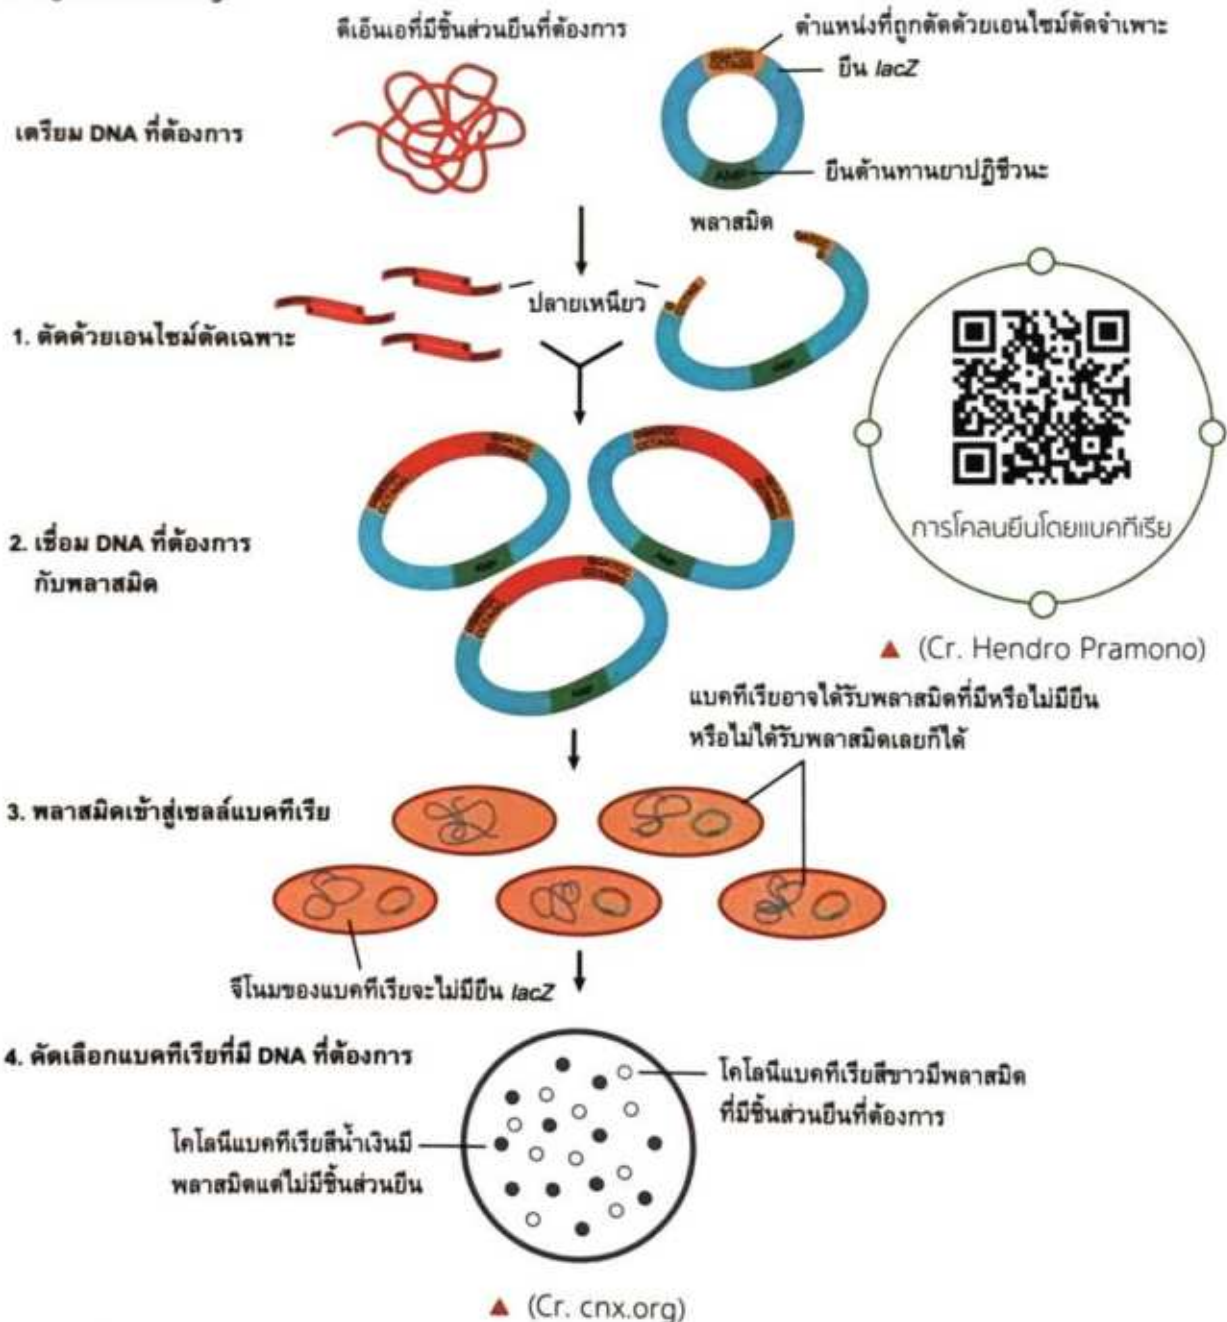 ดีเอ็นเอที่มีชิ้นส่วนยีนที่ต้องการ
ตำแหน่งที่ถูกตัดด้วยเอนไซม์ตัดจำเพาะ
ยีน lacZ
เตรียม DNA ที่ต้องการ
AMP
ยีนต้านทานยาปฏิชีวนะ
พลาสมิด
ปลายเหนียว
1. ตัดด้วยเอนไซม์ตัดเฉพาะ
การโคลนยีนโดยแบคทีเรีย
2. เชื่อม DNA ที่ต้องการ
กับพลาสมิด
▲ (Cr. Hendro Pramono)
แบคทีเรียอาจได้รับพลาสมิดที่มีหรือไม่มียีน
หรือไม่ได้รับพลาสมิดเลยก็ได้
3. พลาสมิดเข้าสู่เซลล์แบคทีเรีย
จีโนมของแบคทีเรียจะไม่มียีน lacZ
4. คัดเลือกแบคทีเรียที่มี DNA ที่ต้องการ
โคโลนีแบคทีเรียสีขาวมีพลาสมิด
ที่มีชิ้นส่วนยีนที่ต้องการ
โคโลนีแบคทีเรียสีน้ำเงินมี
พลาสมิดแต่ไม่มีชิ้นส่วนยีน
▲ (Cr. cnx.org)